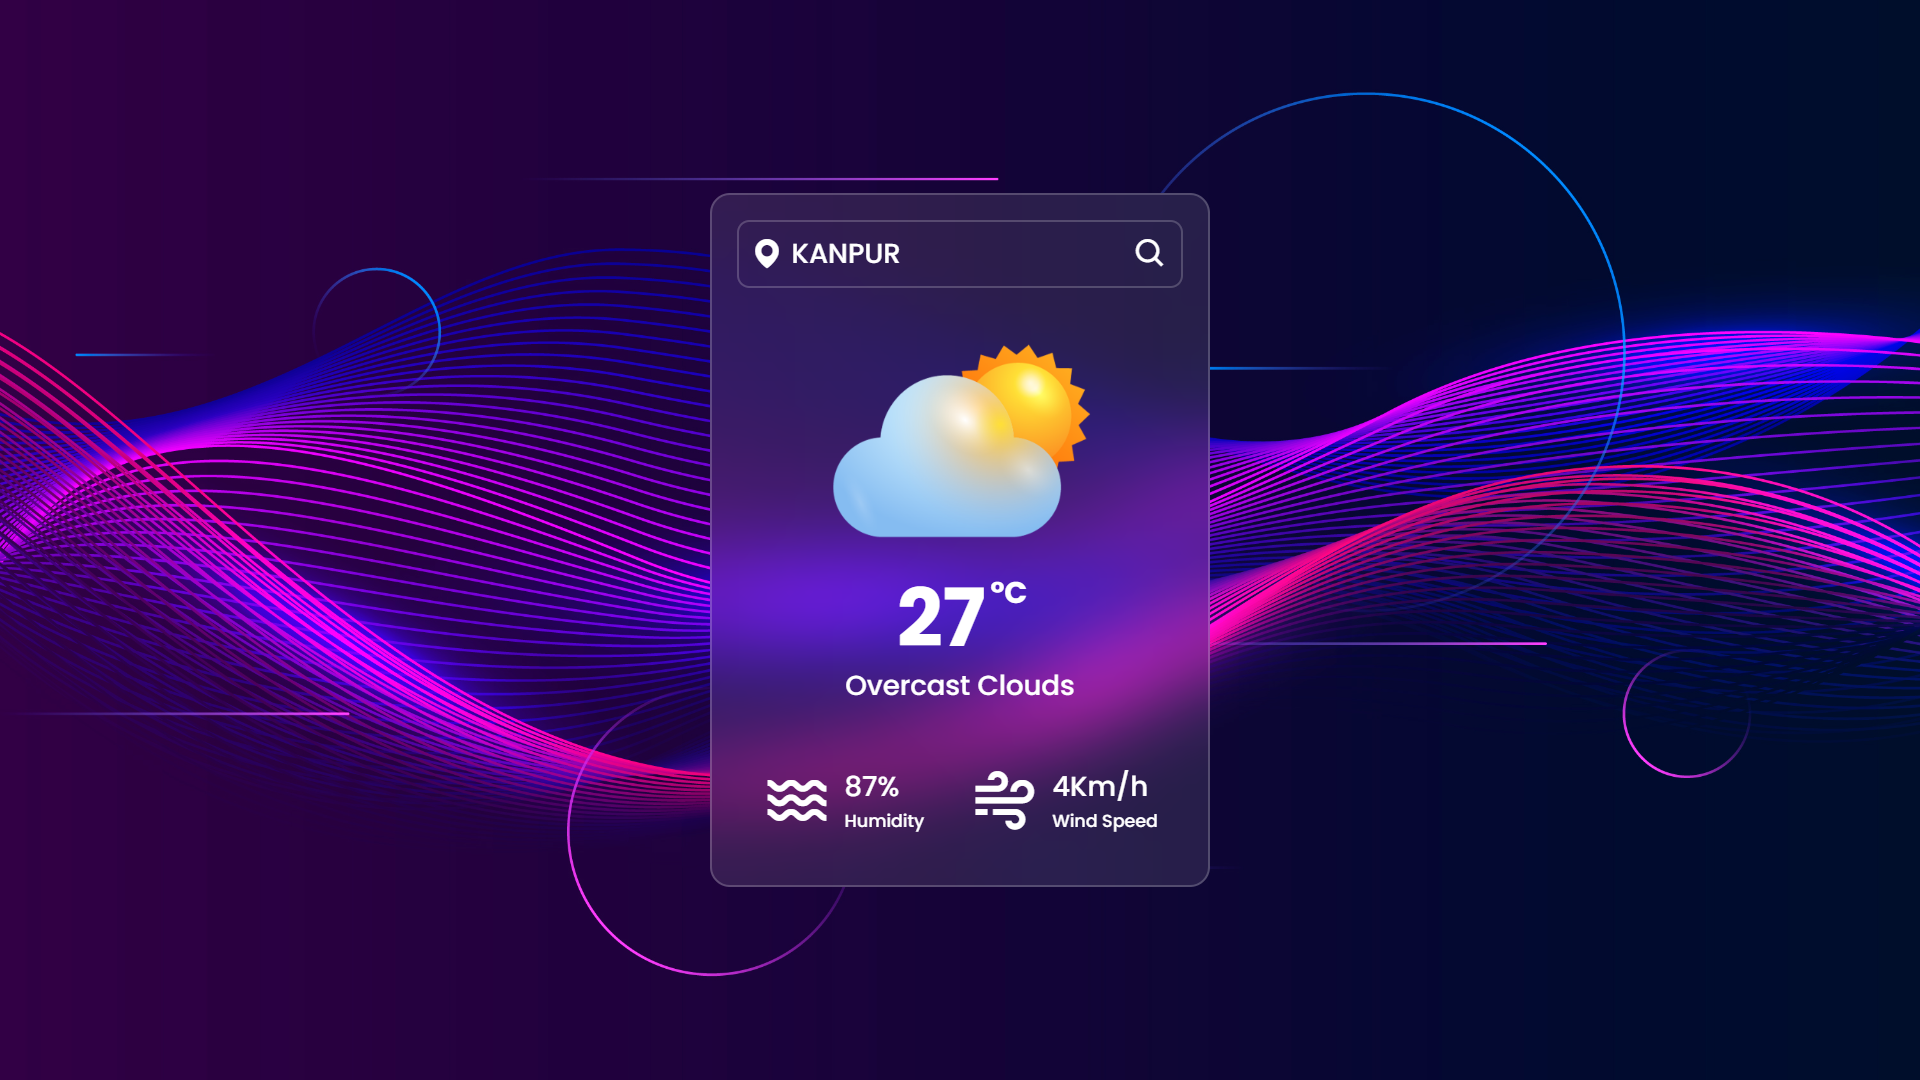 KANPUR
27°C
Overcast Clouds
87%
Humidity
4Km/h
Wind Speed